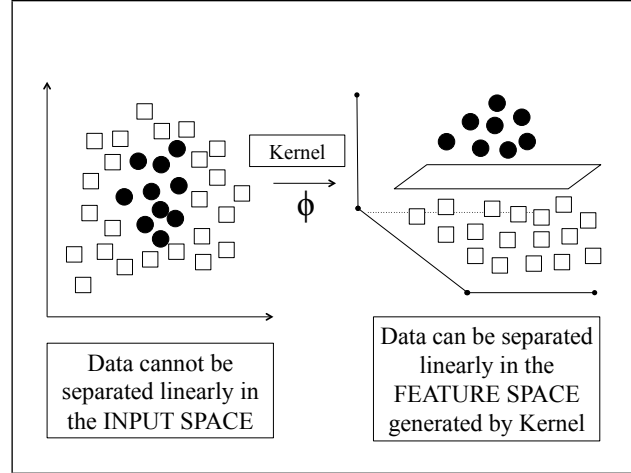 Kernel
ϕ
Data cannot be
separated linearly in
the INPUT SPACE
Data can be separated
linearly in the
FEATURE SPACE
generated by Kernel